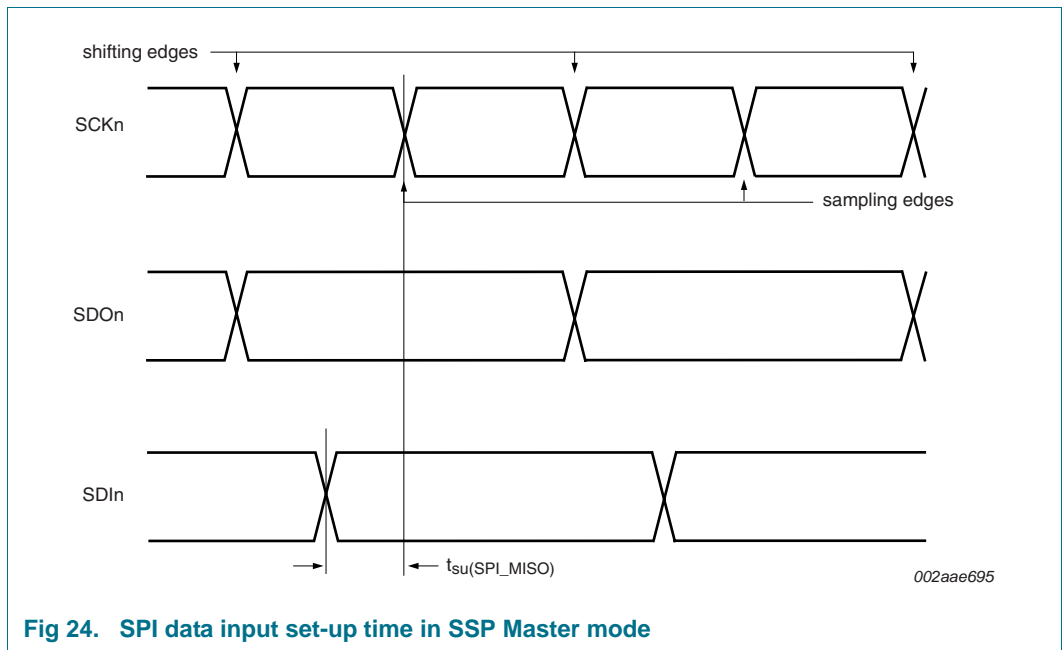 shifting edges
SCKn
sampling edges
SDOn
SDIn
tsu(SPI_MISO)
002aae695
Fig 24. SPI data input set-up time in SSP Master mode